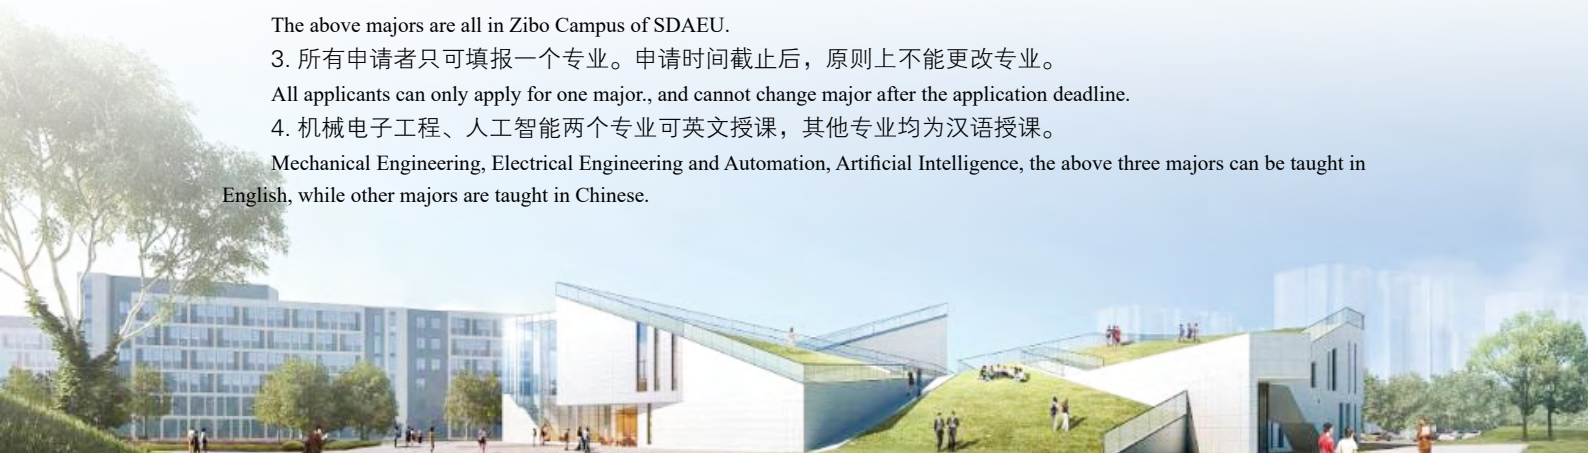 The above majors are all in Zibo Campus of SDAEU.
3. 所有申请者只可填报一个专业。申请时间截止后，原则上不能更改专业。
All applicants can only apply for one major., and cannot change major after the application deadline.
4. 机械电子工程、人工智能两个专业可英文授课，其他专业均为汉语授课。
Mechanical Engineering, Electrical Engineering and Automation, Artificial Intelligence, the above three majors can be taught in
English, while other majors are taught in Chinese.